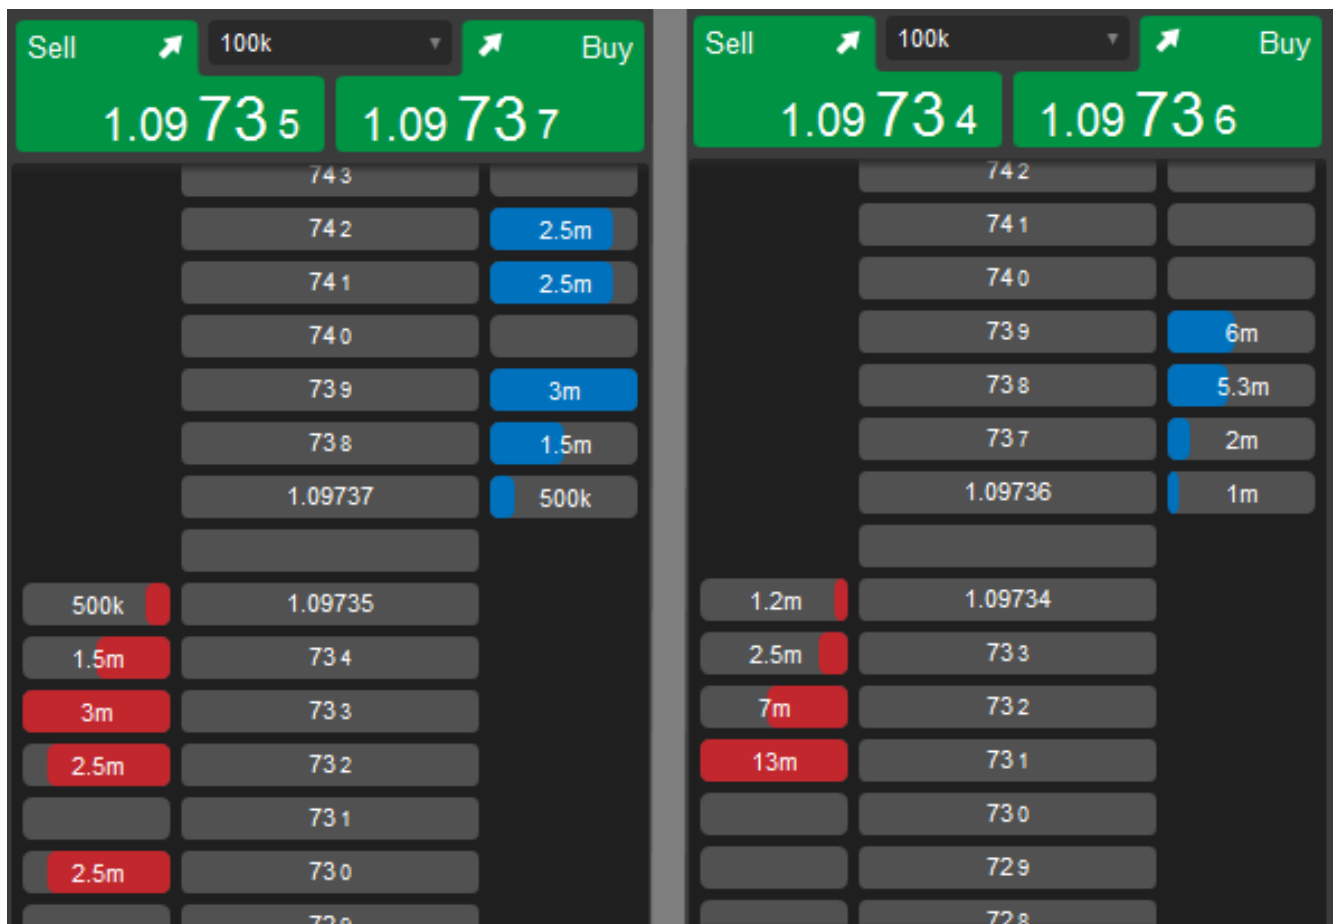 Sell 100k Buy
1.09 73 5 1.09 73 7
74 3
74 2 2.5m
74 1 2.5m
74 0
73 9 3m
73 8 1.5m
1.09737 500k
500k 1.09735
1.5m 73 4
3m 73 3
2.5m 73 2
73 1
2.5m 73 0
72 9
Sell 100k Buy
1.09 73 4 1.09 73 6
74 2
74 1
74 0
73 9 6m
73 8 5.3m
73 7 2m
1.09736 1m
1.2m 1.09734
2.5m 73 3
7m 73 2
13m 73 1
73 0
72 9
72 8